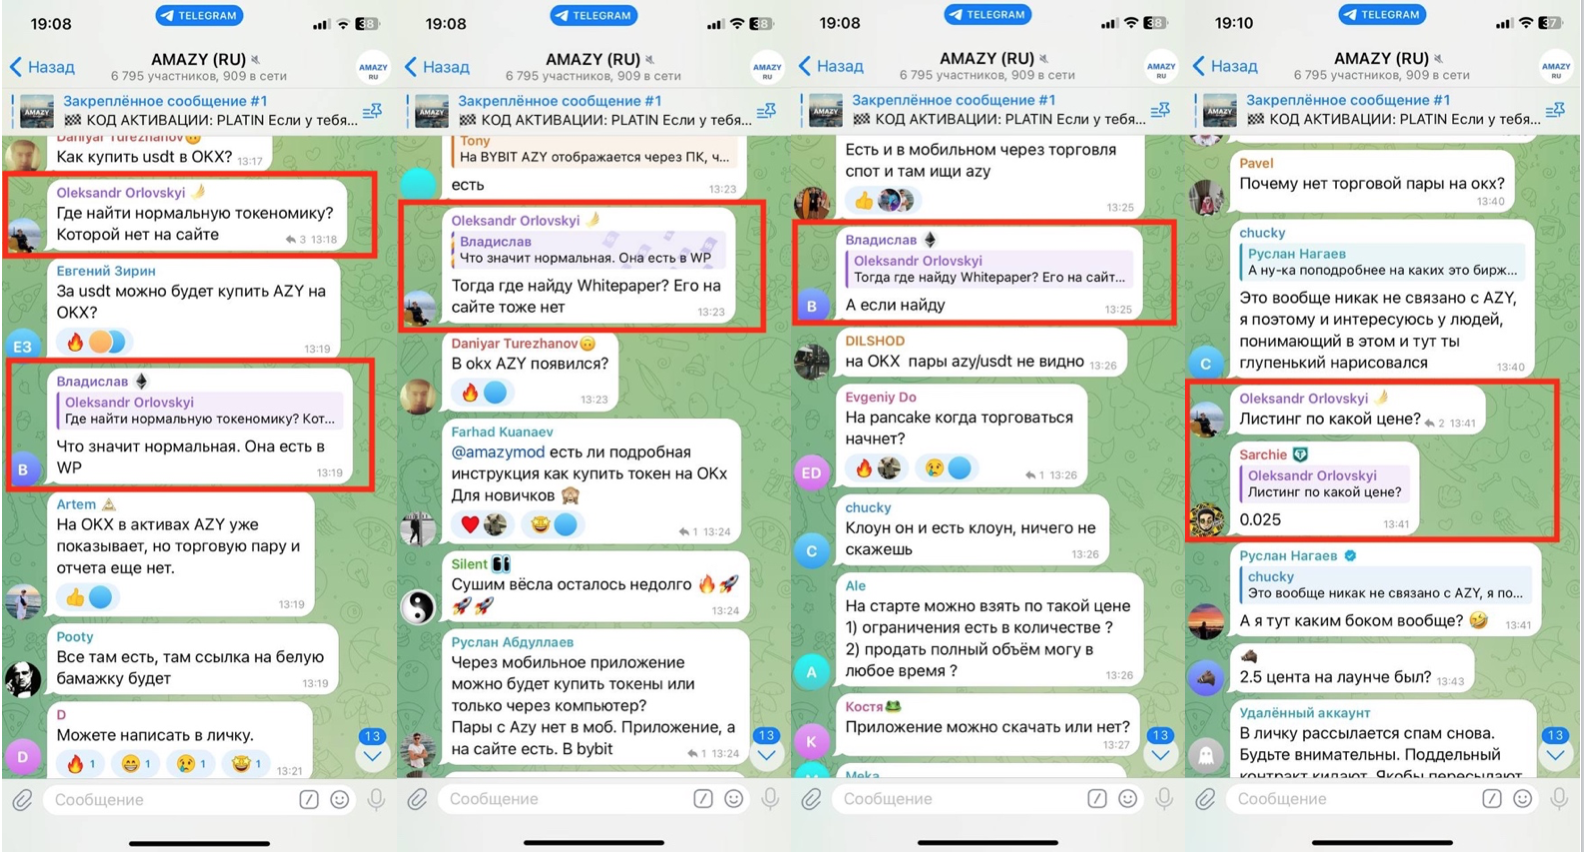 19:08
TELEGRAM
38
Назад
AMAZY (RU)
6 795 участников, 909 в сети
AMAZY
RU
Закреплённое сообщение #1
КОД АКТИВАЦИИ: PLATIN Если у тебя...
Daniyar Turezhanov
Как купить usdt в OKX? 13:17
Oleksandr Orlovskyi
Где найти нормальную токеномику?
Которой нет на сайте
3 13:18
Евгений Зирин
За usdt можно будет купить AZY на
OKX?
ЕЗ
13:19
Владислав
Oleksandr Orlovskyi
Где найти нормальную токеномику? Кот...
Что значит нормальная. Она есть в
WP
В
13:19
Artem
На OKX в активах AZY уже
показывает, но торговую пару и
отчета еще нет.
13:19
Pooty
Все там есть, там ссылка на белую
бамажку будет
13:19
D
Можете написать в личку.
D
1 1 1 1
13:21
13
Сообщение
19:08
TELEGRAM
38
Назад
AMAZY (RU)
6 795 участников, 909 в сети
AMAZY
RU
Закреплённое сообщение #1
КОД АКТИВАЦИИ: PLATIN Если у тебя...
Tony
На BYBIT AZY отображается через ПК, ч...
есть
13:23
Oleksandr Orlovskyi
Владислав
Что значит нормальная. Она есть в WP
Тогда где найду Whitepaper? Его на
сайте тоже нет
13:23
Daniyar Turezhanov
В okx AZY появился?
13:23
Farhad Kuanaev
@amazymod есть ли подробная
инструкция как купить токен на ОКх
Для новичков
1 13:24
Silent
Сушим вёсла осталось недолго
13:24
Руслан Абдуллаев
Через мобильное приложение
можно будет купить токены или
только через компьютер?
Пары с Azy нет в моб. Приложение, а
на сайте есть. В bybit
1 13:24
13
Сообщение
19:08
TELEGRAM
38
Назад
AMAZY (RU)
6 795 участников, 909 в сети
AMAZY
RU
Закреплённое сообщение #1
КОД АКТИВАЦИИ: PLATIN Если у тебя...
Есть и в мобильном через торговля
спот и там ищи azy
13:25
Владислав
Oleksandr Orlovskyi
Тогда где найду Whitepaper? Его на сайт...
А если найду
В
13:25
DILSHOD
на ОКХ пары azy/usdt не видно 13:26
Evgeniy Do
На pancake когда торговаться
начнет?
ED
1 13:26
chucky
Клоун он и есть клоун, ничего не
скажешь
C
13:26
Ale
На старте можно взять по такой цене
1) ограничения есть в количестве ?
2) продать полный объём могу в
любое время ?
A
13:26
Костя
Приложение можно скачать или нет?
K
13:27
13
Meka
Сообщение
19:10
TELEGRAM
37
Назад
AMAZY (RU)
6 795 участников, 909 в сети
AMAZY
RU
Закреплённое сообщение #1
КОД АКТИВАЦИИ: PLATIN Если у тебя...
Pavel
Почему нет торговой пары на окх?
13:40
chucky
Руслан Нагаев
А ну-ка поподробнее на каких это бирж...
Это вообще никак не связано с AZY,
я поэтому и интересуюсь у людей,
понимающий в этом и тут ты
глупенький нарисовался
C
13:40
Oleksandr Orlovskyi
Листинг по какой цене? 2 13:41
Sarchie
Oleksandr Orlovskyi
Листинг по какой цене?
0.025
13:41
Руслан Нагаев
chucky
Это вообще никак не связано с AZY, я по...
А я тут каким боком вообще? 13:41
2.5 цента на лаунче был? 13:43
Удалённый аккаунт
В личку рассылается спам снова.
Будьте внимательны. Поддельный
контракт кидают. Якобы пересылают
13
Сообщение